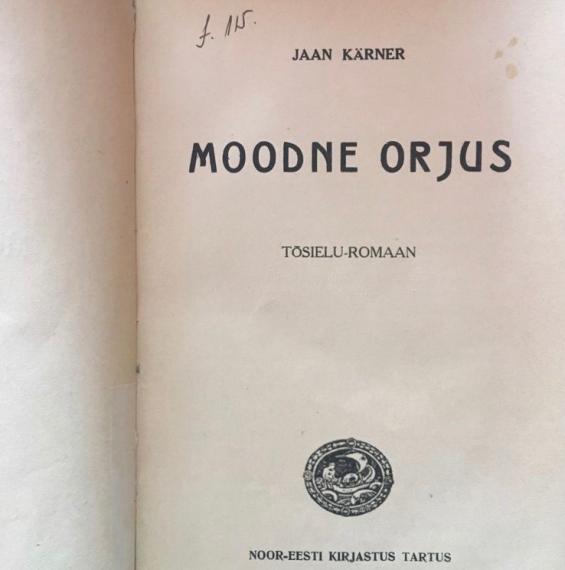 f. 115.
JAAN KÄRNER
MOODNE ORJUS
TÕSIELU-ROMAAN
NOOR-EESTI KIRJASTUS TARTUS